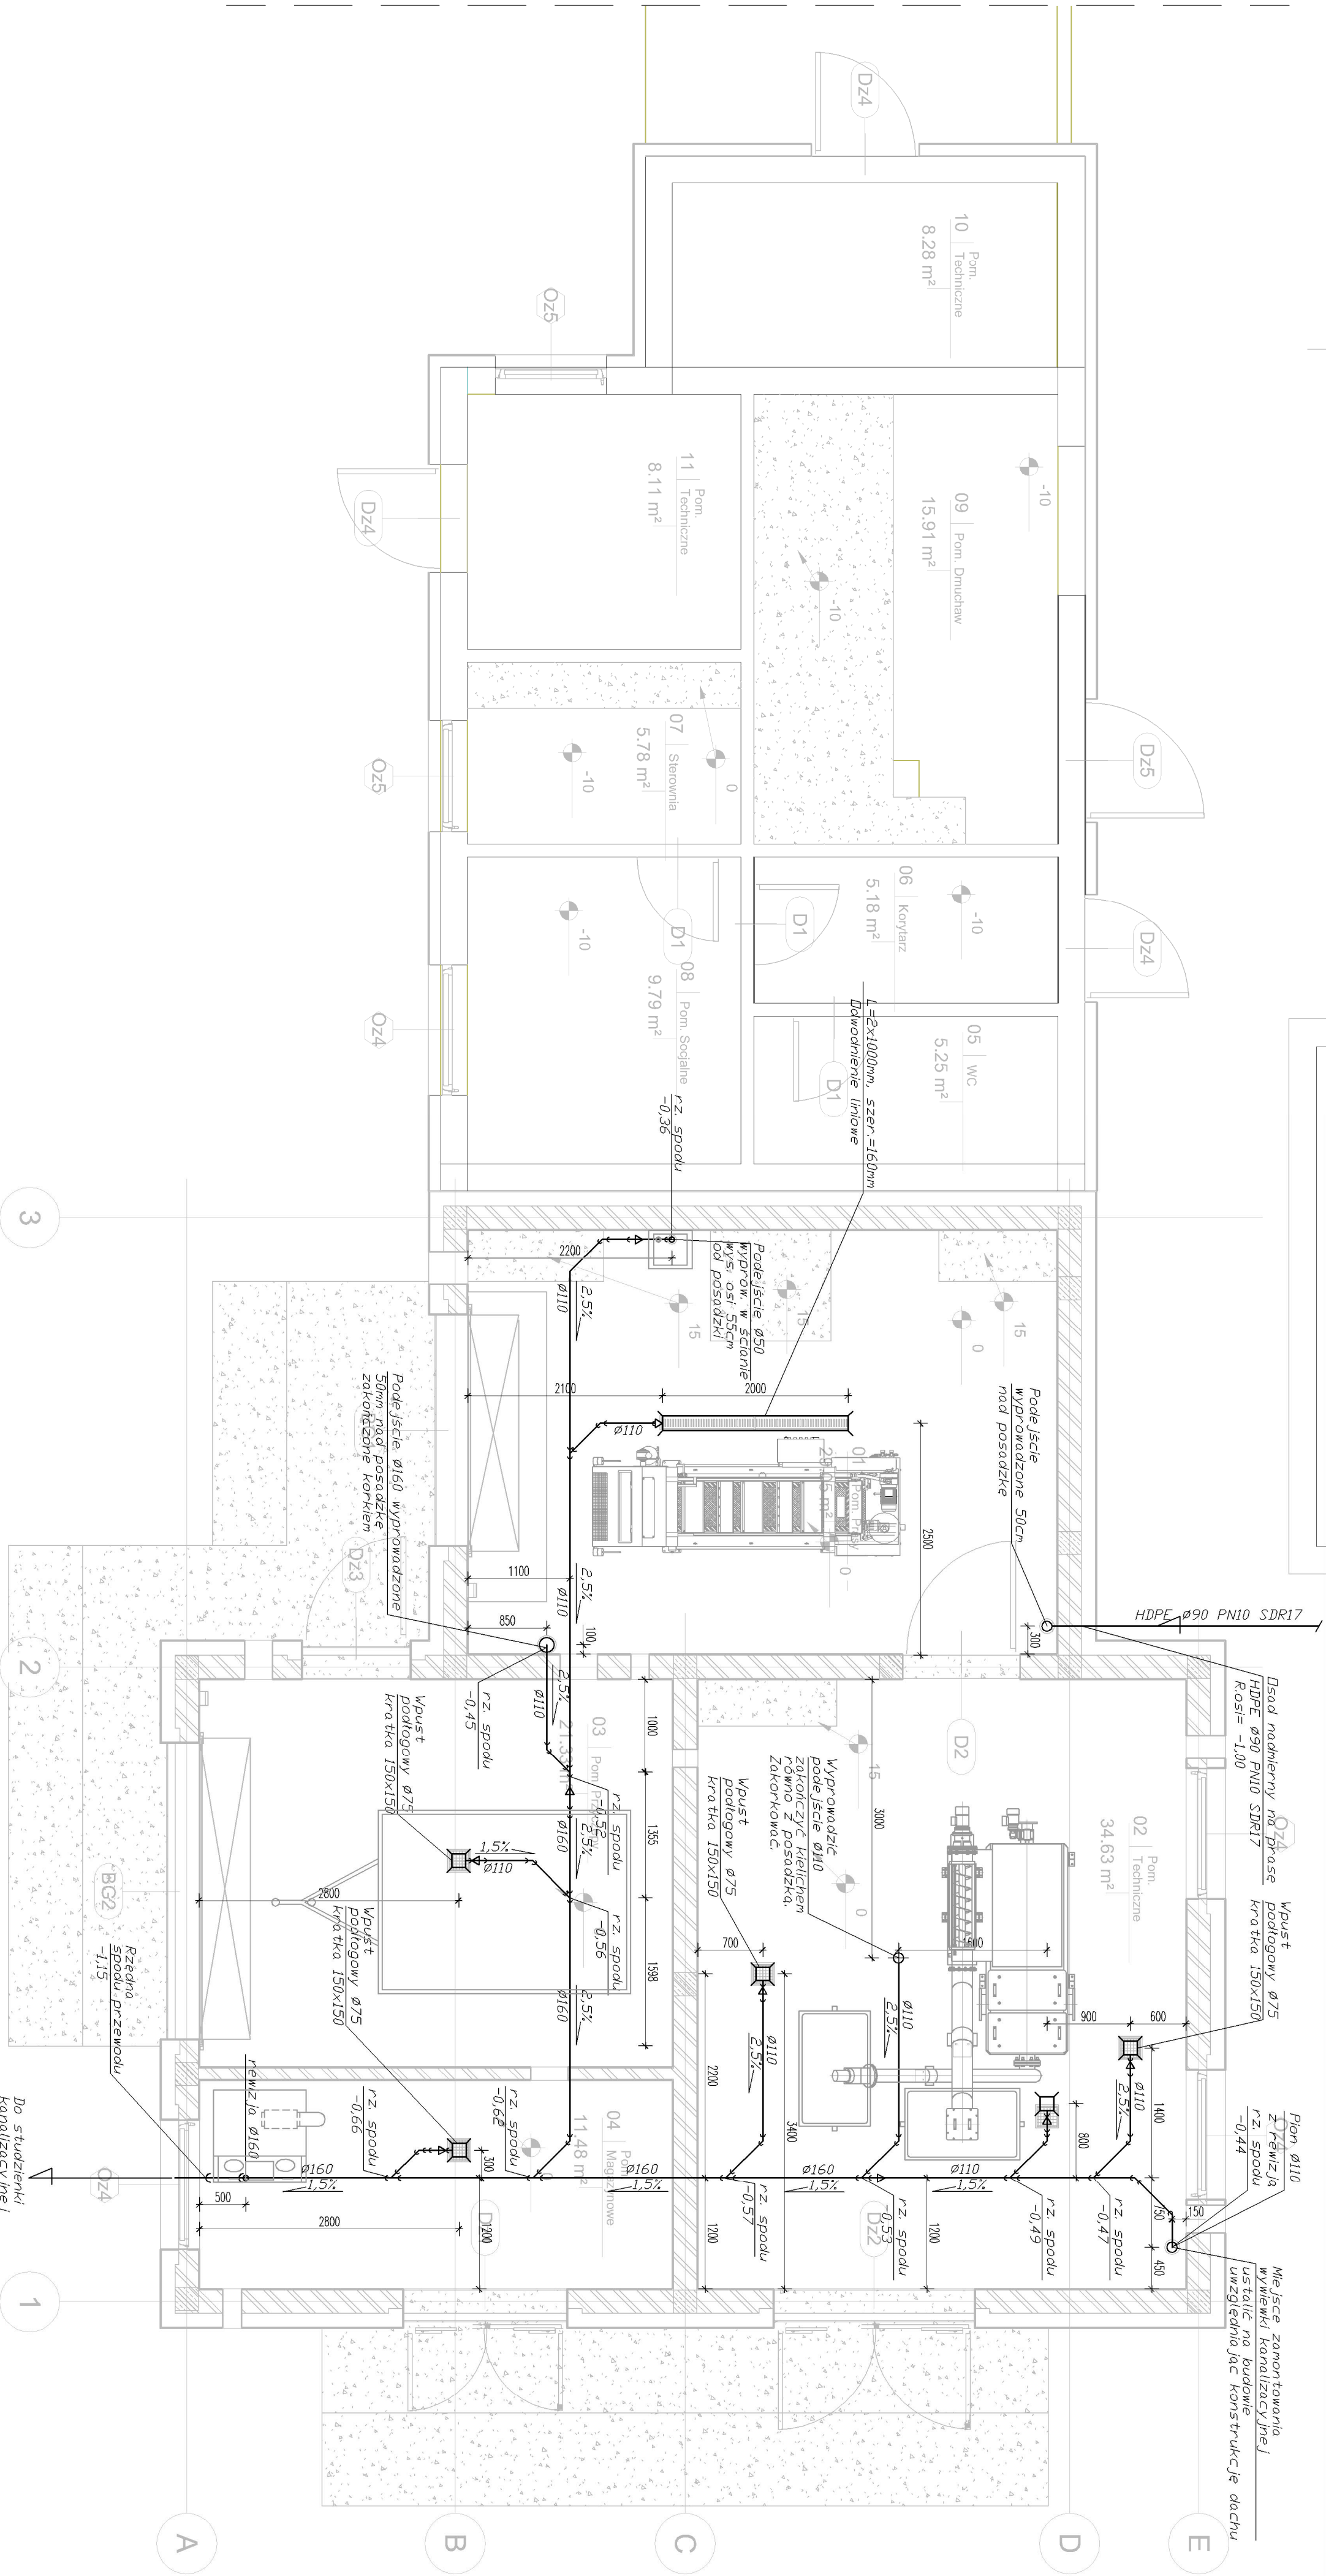 Dz4
10
Pom.
Techniczne
8.28 m²
Oz5
11
Pom.
Techniczne
8.11 m²
Dz4
09
Pom. Dmuchaw
15.91 m²
-10
-10
Dz5
07
Sterownia
5.78 m²
0
-10
Oz5
06
Korytarz
5.18 m²
-10
Dz4
D1
D1
08
Pom. Socjalne
9.79 m²
-10
Oz4
05
WC
5.25 m²
D1
L=2x1000mm, szer.=160mm
Odwodnienie liniowe
rz. spodu
-0,36
3
2200
2,5%
Ø110
Podejście Ø50
wyprow. w ścianie
wys. osi 55cm
od posadzki
15
15
15
0
2100
2000
Ø110
2500
Podejście
wyprowadzone 50cm
nad posadzkę
01
0
1100
2,5%
Ø110
850
100
300
Podejście Ø160 wyprowadzone
50mm nad posadzkę
zakończone korkiem
Dz3
HDPE Ø90 PN10 SDR17
Osad nadmierny na prasę
HDPE Ø90 PN10 SDR17
Rosi= -1,00
2
2,5%
Ø110
rz. spodu
-0,45
1000
03
rz. spodu
-0,52
2,5%
Ø160
1355
Wpust
podłogowy Ø75
kratka 150x150
1,5%
Ø110
2800
rz. spodu
-0,56
1598
2,5%
Ø160
BG2
Wpust
podłogowy Ø75
kratka 150x150
Rzędna
spodu przewodu
-1,15
D2
15
0
3000
Wyprowadzić
podejście Ø110
zakończyć kielichem
równo z posadzką.
Zakorkować.
Wpust
podłogowy Ø75
kratka 150x150
700
1600
02
Pom.
Techniczne
34.63 m²
Oz4
Wpust
podłogowy Ø75
kratka 150x150
900
600
Ø110
2,5%
Ø110
2,5%
Ø110
2,5%
2200
3400
800
1400
Pion Ø110
z rewizją
rz. spodu
-0,44
rewizja Ø160
rz. spodu
-0,66
rz. spodu
-0,62
04
Pom.
Magazynowe
11.48 m²
300
Ø160
1,5%
Ø160
1,5%
Ø110
1,5%
rz. spodu
-0,57
rz. spodu
-0,53
rz. spodu
-0,49
rz. spodu
-0,47
750
150
450
500
2800
1200
1200
1200
Dz2
Oz4
Do studzienki
kanalizacyjnej
Miejsce zamontowania
wywiewki kanalizacyjnej
ustalić na budowie
uwzględniając konstrukcję dachu
1
A
B
C
D
E